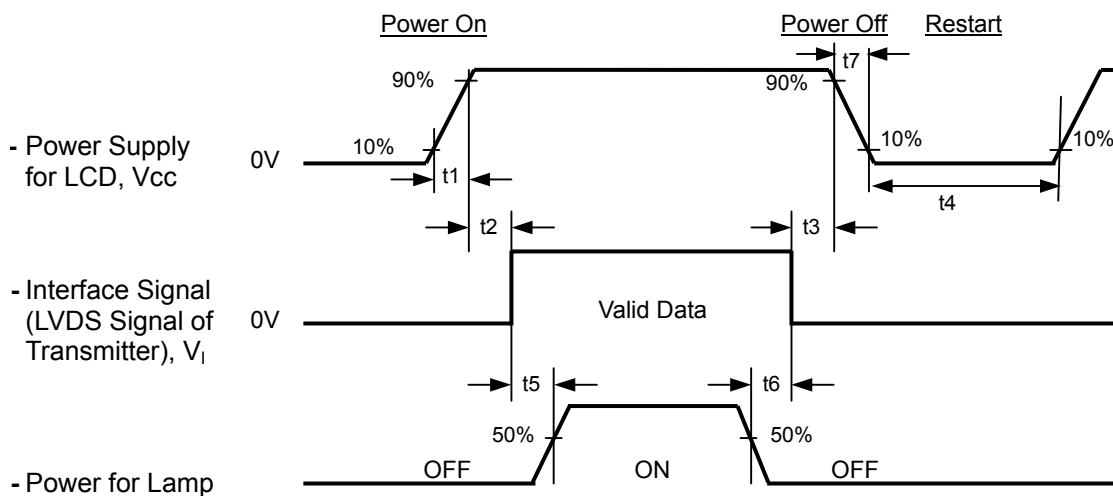 Power On
Power Off
Restart
t7
90%
90%
10%
10%
10%
- Power Supply
for LCD, Vcc
0V
t1
t4
t2
t3
- Interface Signal
(LVDS Signal of
Transmitter), VI
0V
Valid Data
t5
t6
50%
50%
- Power for Lamp
OFF
ON
OFF